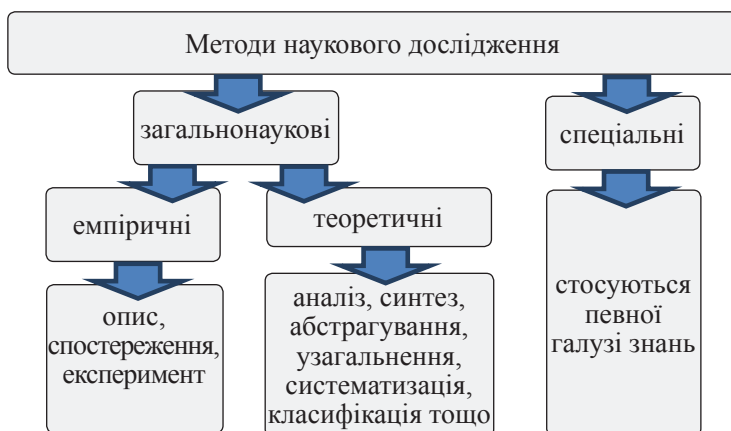 Методи наукового дослідження
загальнонаукові
спеціальні
емпіричні
теоретичні
опис,
спостереження,
експеримент
аналіз, синтез,
абстрагування,
узагальнення,
систематизація,
класифікація тощо
стосуються
певної
галузі знань